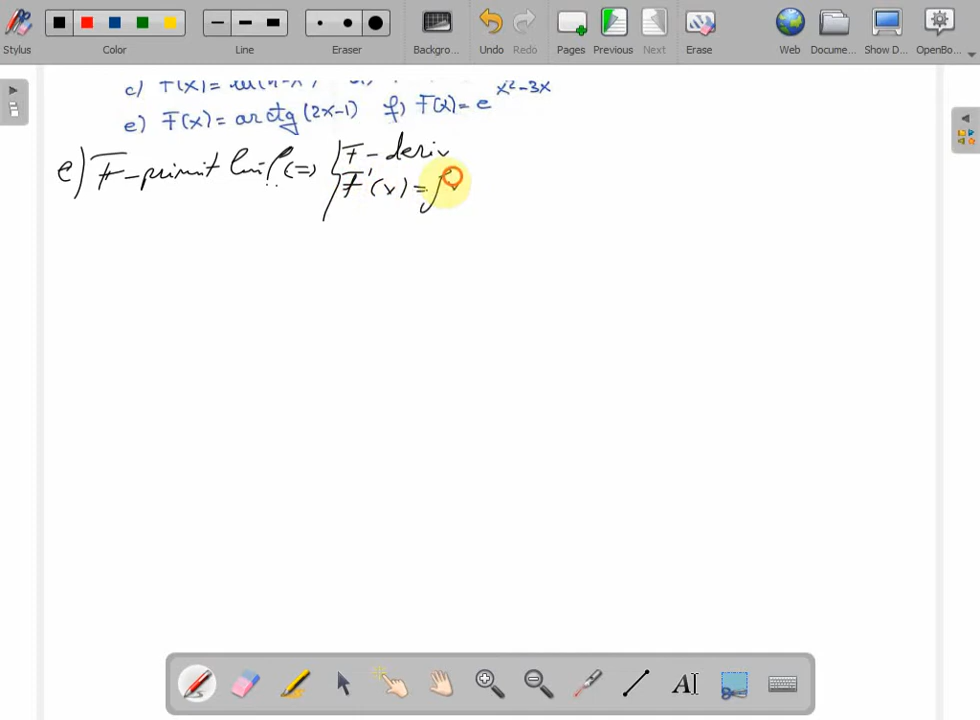 Stylus Color Line Eraser Backgro... Undo Redo Pages Previous Next Erase Web Docume... Show D... OpenBo...
c) F(x)=
x²-3x
e) F(x)= arctg (2x-1) f) F(x)= e
e) F-primit lui f <=> F- deriv
F'(x) = f
A